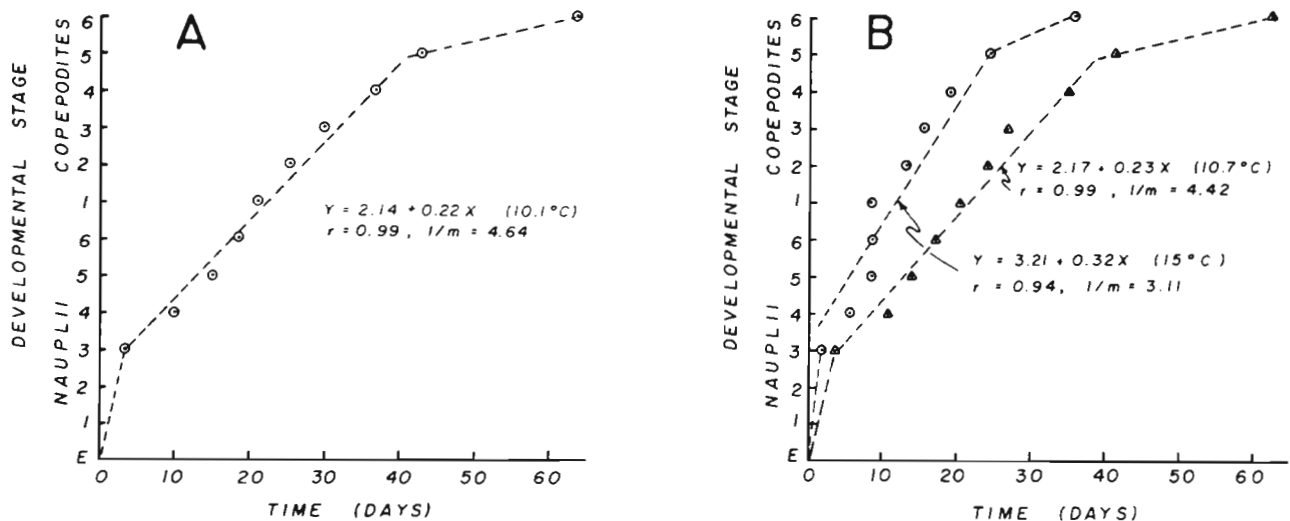 A
DEVELOPMENTAL STAGE
NAUPLII COPEPODITES
6
5
4
3
2
1
6
5
4
3
2
1
E
Y = 2.14 + 0.22 X (10.1°C)
r = 0.99 , 1/m = 4.64
0 10 20 30 40 50 60
TIME (DAYS)
B
DEVELOPMENTAL STAGE
NAUPLII COPEPODITES
6
5
4
3
2
1
6
5
4
3
2
1
E
Y = 2.17 + 0.23 X (10.7°C)
r = 0.99 , 1/m = 4.42
Y = 3.21 + 0.32X (15°C)
r = 0.94, 1/m = 3.11
0 10 20 30 40 50 60
TIME (DAYS)